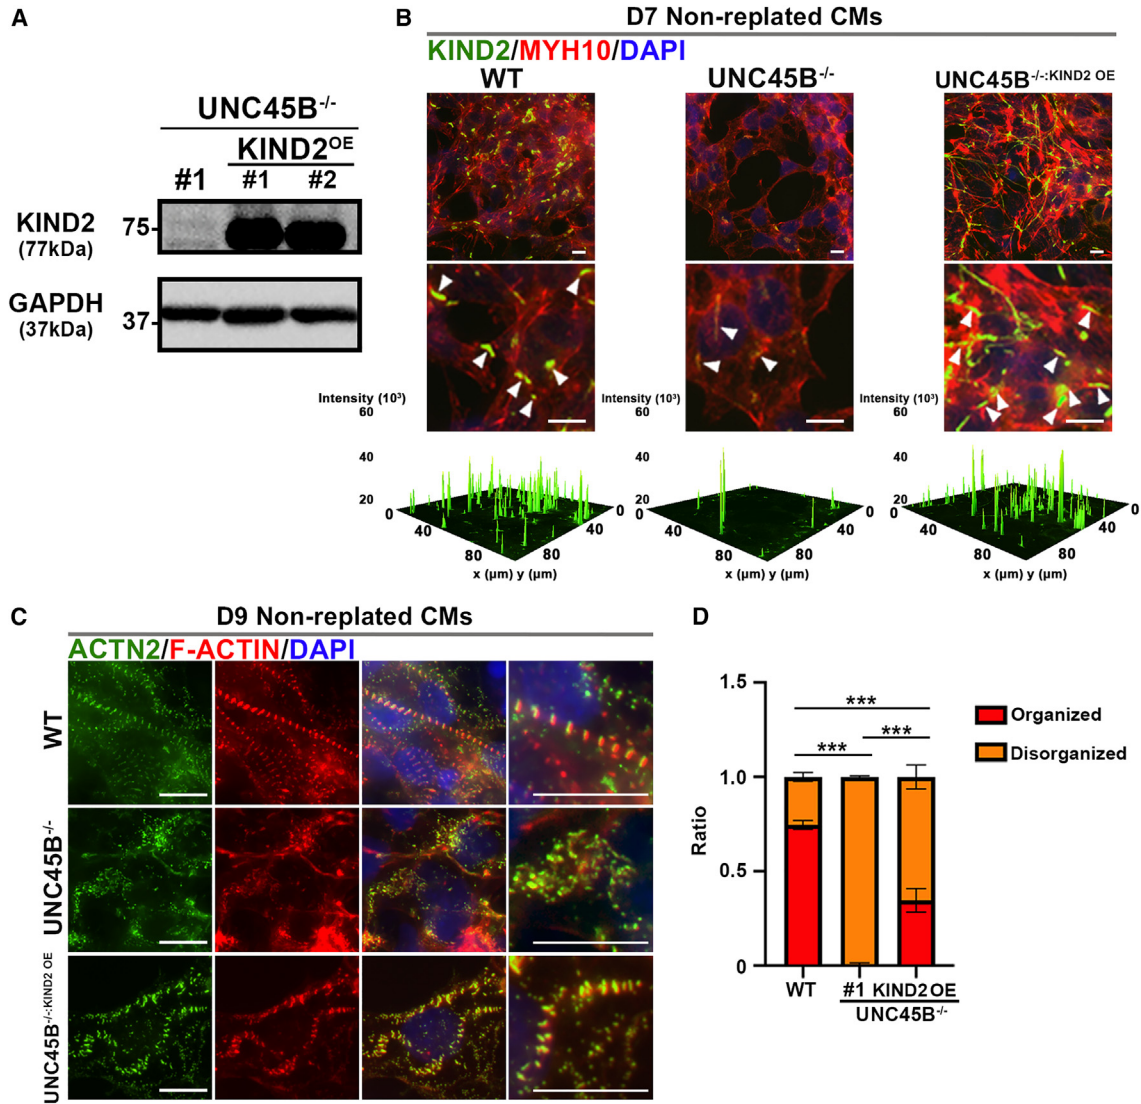 A
UNC45B-/-
KIND2OE
#1 #1 #2
KIND2
(77kDa)
75-
GAPDH
(37kDa)
37-
B
D7 Non-replated CMs
KIND2/MYH10/DAPI
WT
UNC45B-/-
UNC45B-/-:KIND2 OE
Intensity (10³)
60
40
20
0
40
80
80
40
0
x (µm) y (µm)
Intensity (10³)
60
40
20
0
40
80
80
40
0
x (µm) y (µm)
Intensity (10³)
60
40
20
0
40
80
80
40
0
x (µm) y (µm)
C
D9 Non-replated CMs
ACTN2/F-ACTIN/DAPI
WT
UNC45B-/-
UNC45B-/-:KIND2 OE
D
1.5
1.0
0.5
0
Ratio
***
***
***
Organized
Disorganized
WT
#1 KIND2 OE
UNC45B-/-